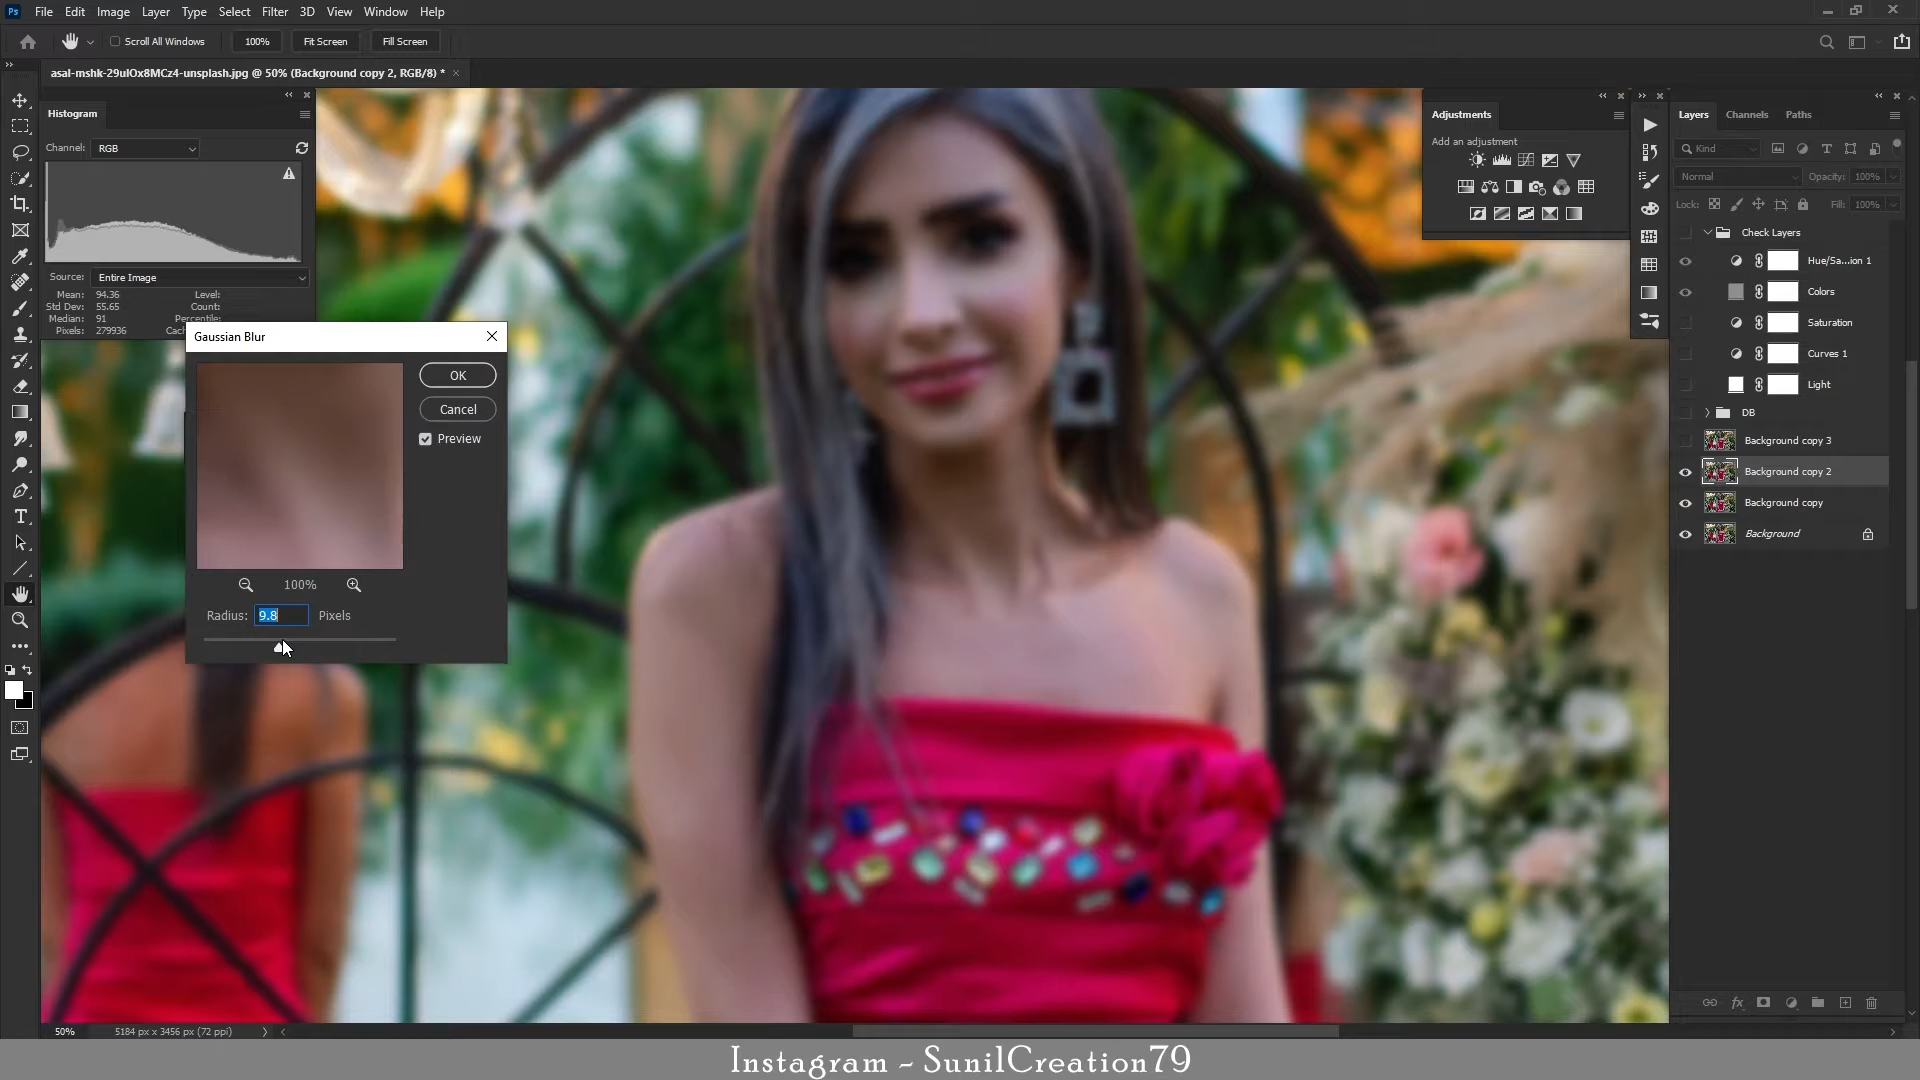 Ps File Edit Image Layer Type Select Filter 3D View Window Help
Scroll All Windows 100% Fit Screen Fill Screen
asal-mshk-29ulOx8MCz4-unsplash.jpg @ 50% (Background copy 2, RGB/8) *
Histogram
Channel: RGB
Source: Entire Image
Mean: 94.36 Level:
Std Dev: 55.65 Count:
Median: 91 Percentile:
Pixels: 279936
Gaussian Blur
OK
Cancel
Preview
100%
Radius: 9.8 Pixels
Adjustments
Add an adjustment
Layers Channels Paths
Kind
Normal Opacity: 100%
Lock: Fill: 100%
Check Layers
Hue/Sa...ion 1
Colors
Saturation
Curves 1
Light
DB
Background copy 3
Background copy 2
Background copy
Background
fx
50% 5184 px x 3456 px (72 ppi)
Instagram - SunilCreation79